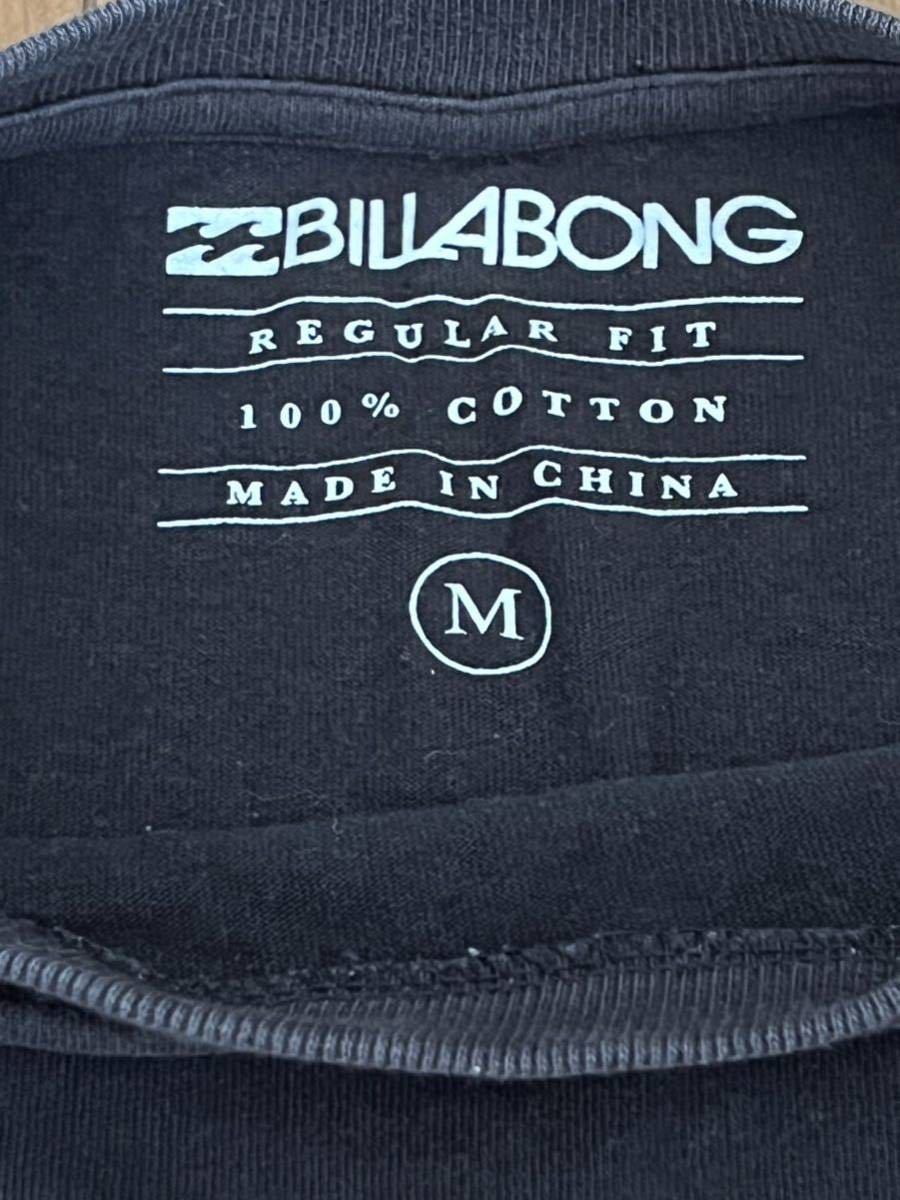 BILLABONG
REGULAR FIT
100% COTTON
MADE IN CHINA
M